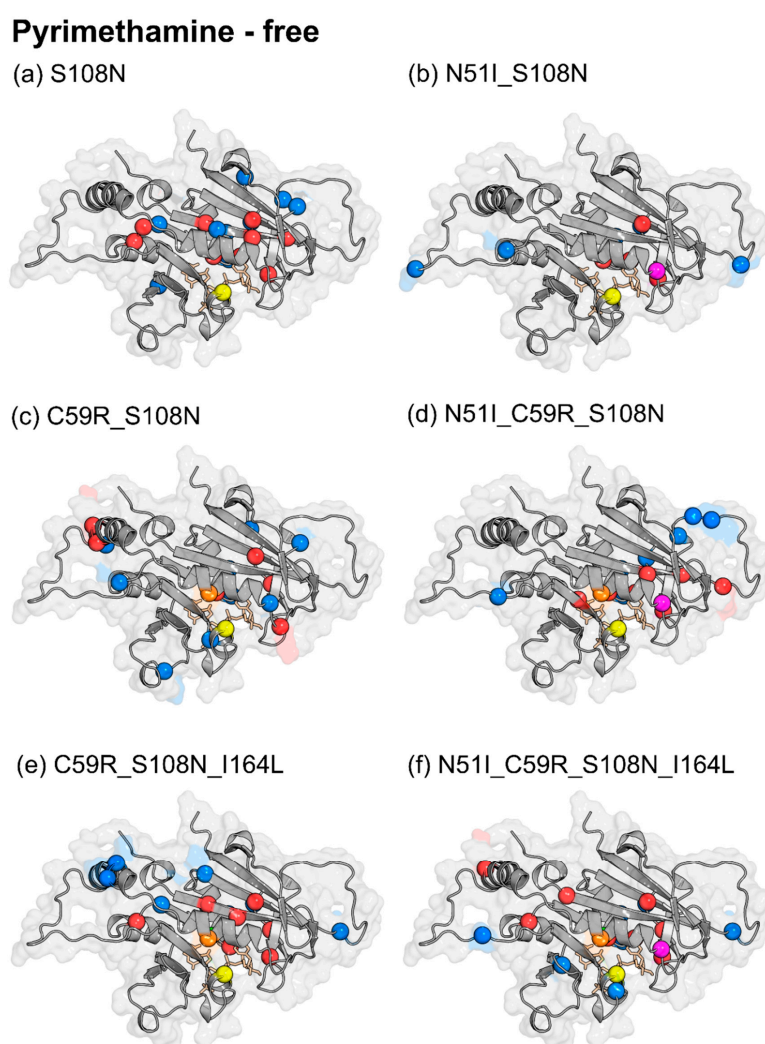 Pyrimethamine - free
(a) S108N
(b) N51I_S108N
(c) C59R_S108N
(d) N51I_C59R_S108N
(e) C59R_S108N_I164L
(f) N51I_C59R_S108N_I164L